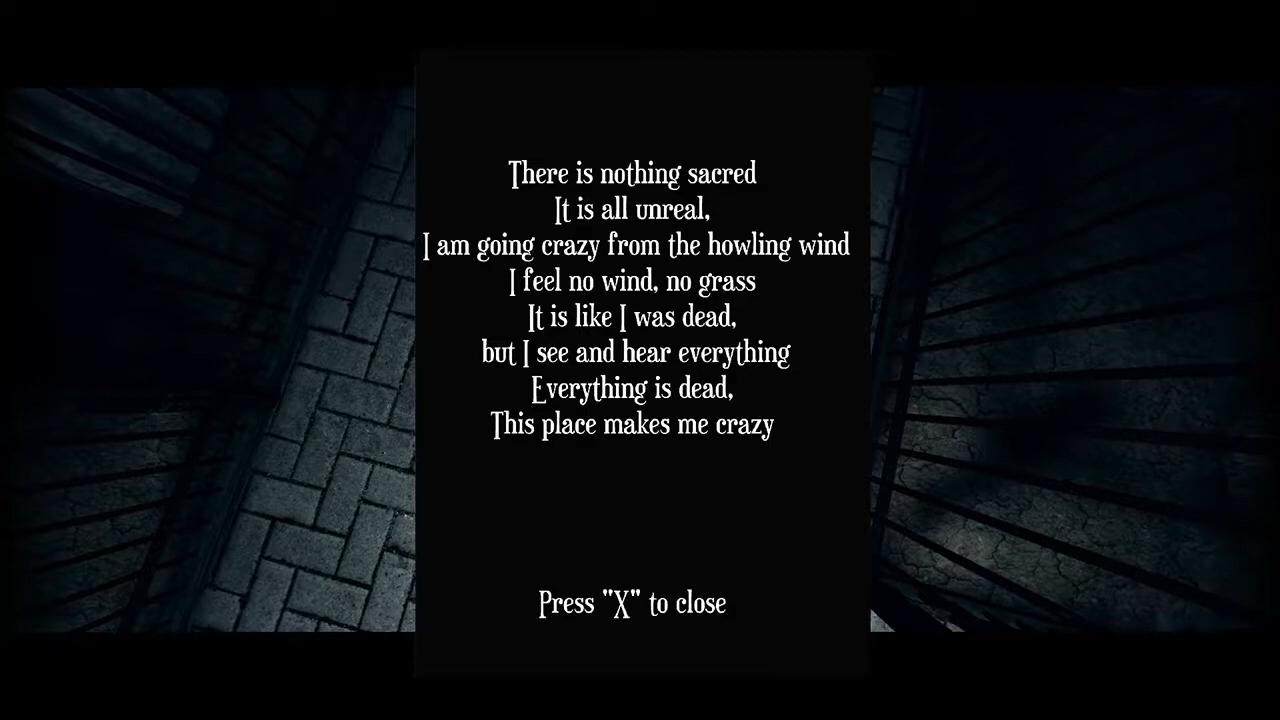 There is nothing sacred
It is all unreal,
I am going crazy from the howling wind
I feel no wind, no grass
It is like I was dead,
but I see and hear everything
Everything is dead,
This place makes me crazy
Press "X" to close